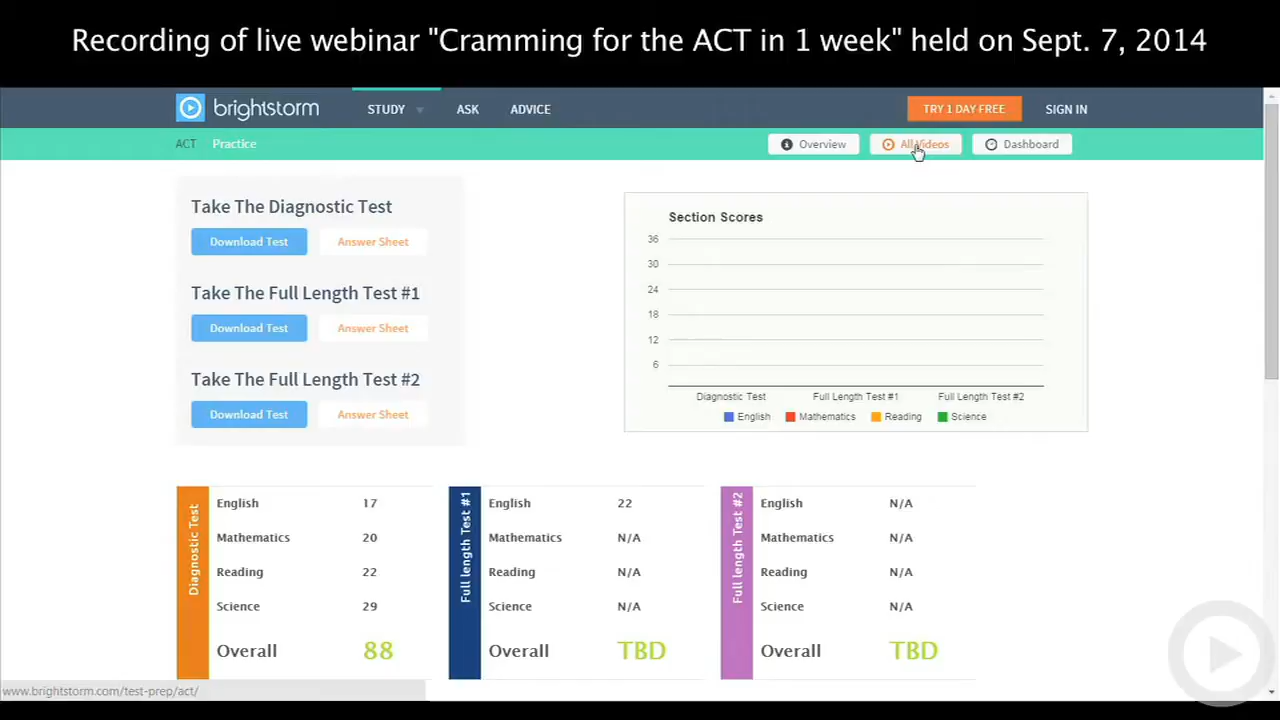 Recording of live webinar "Cramming for the ACT in 1 week" held on Sept. 7, 2014
brightstorm
STUDY
ASK
ADVICE
TRY 1 DAY FREE
SIGN IN
ACT
Practice
Overview
All Videos
Dashboard
Take The Diagnostic Test
Download Test
Answer Sheet
Take The Full Length Test #1
Download Test
Answer Sheet
Take The Full Length Test #2
Download Test
Answer Sheet
Section Scores
36
30
24
18
12
6
Diagnostic Test
Full Length Test #1
Full Length Test #2
English
Mathematics
Reading
Science
Diagnostic Test
English 17
Mathematics 20
Reading 22
Science 29
Overall 88
Full length Test #1
English 22
Mathematics N/A
Reading N/A
Science N/A
Overall TBD
Full length Test #2
English N/A
Mathematics N/A
Reading N/A
Science N/A
Overall TBD
www.brightstorm.com/test-prep/act/